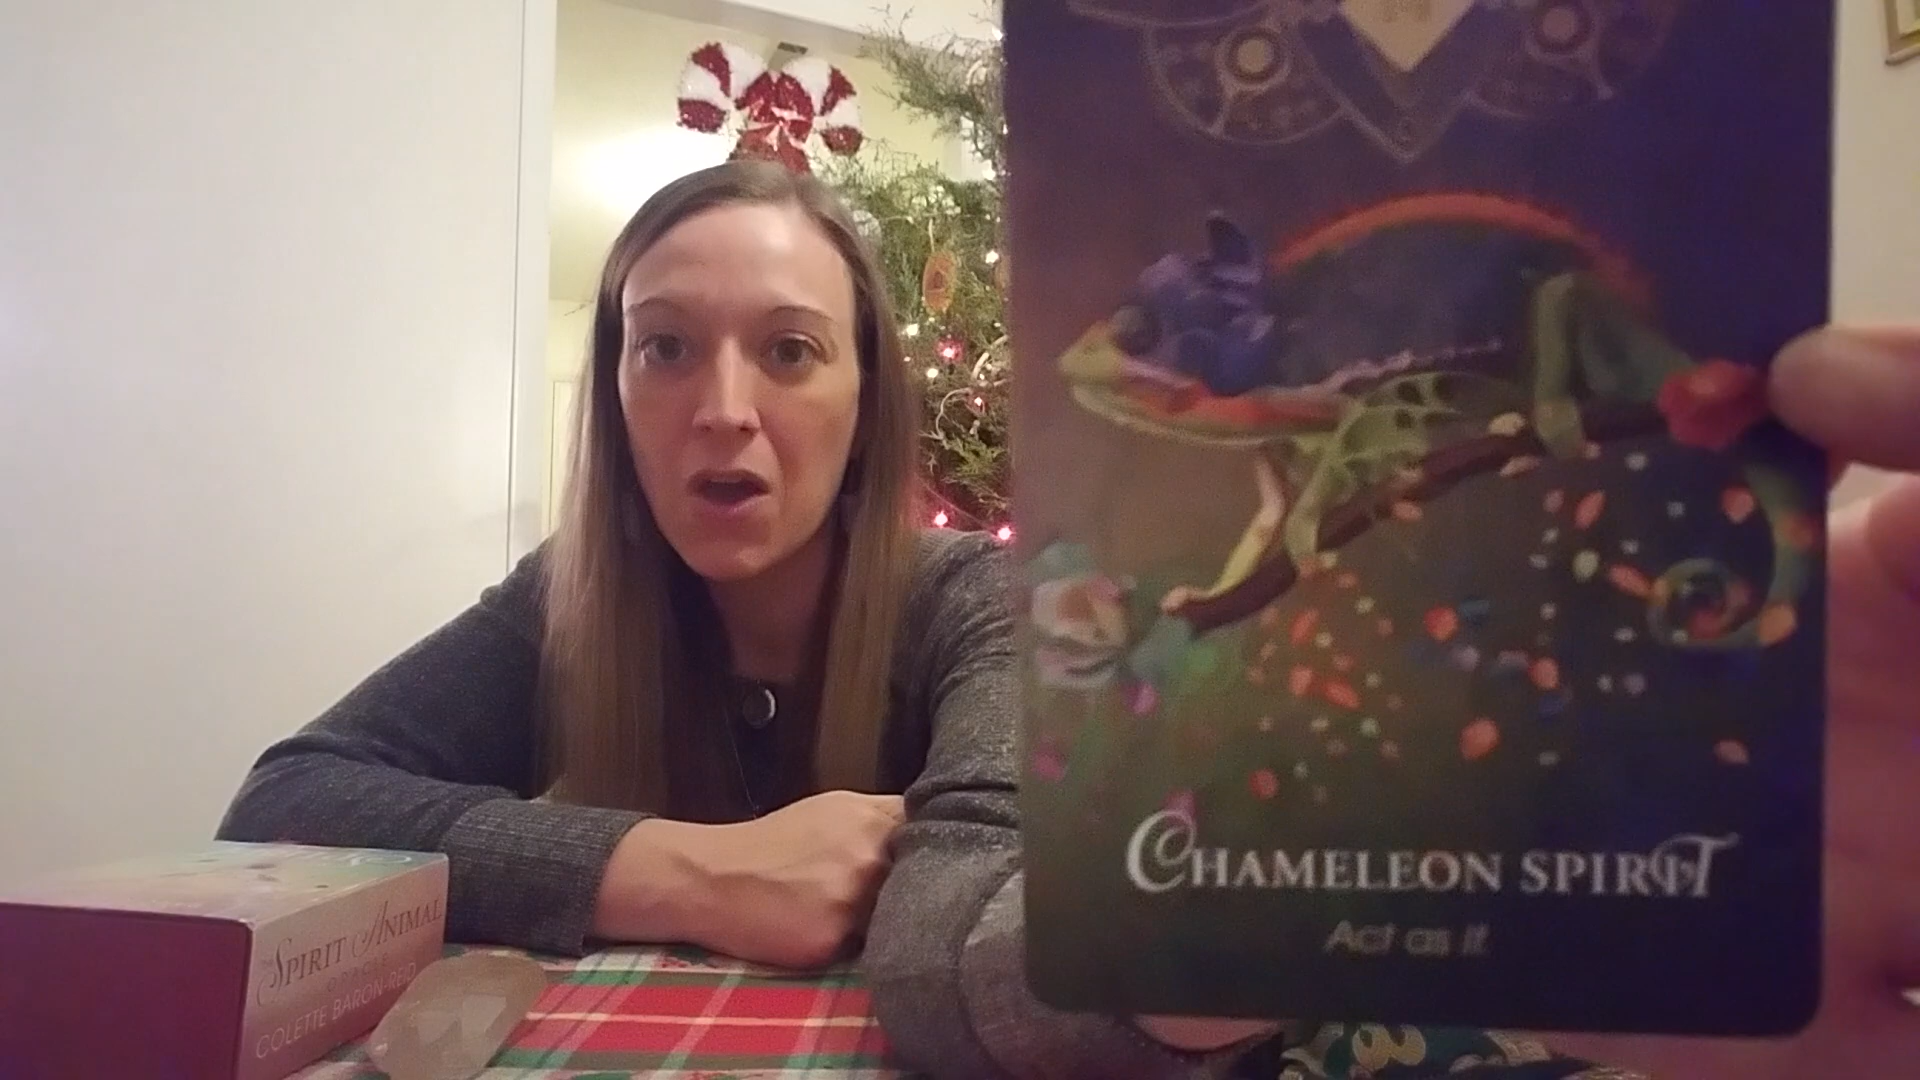 CHAMELEON SPIRIT
Act as if
SPIRIT ANIMAL
ORACLE
COLETTE BARON-REID